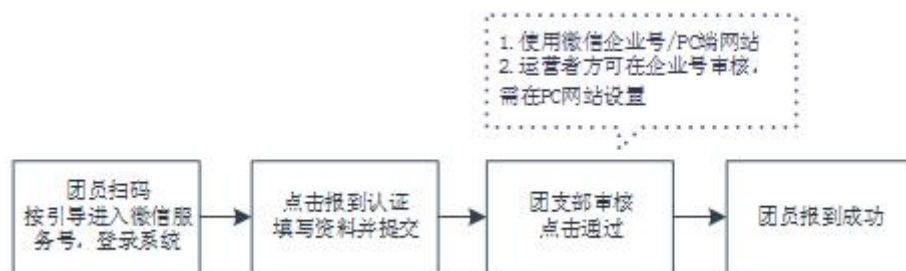 1. 使用微信企业号/PC端网站
2. 运营者方可在企业号审核，
需在PC网站设置
团员扫码
按引导进入微信服
务号，登录系统
点击报到认证
填写资料并提交
团支部审核
点击通过
团员报到成功